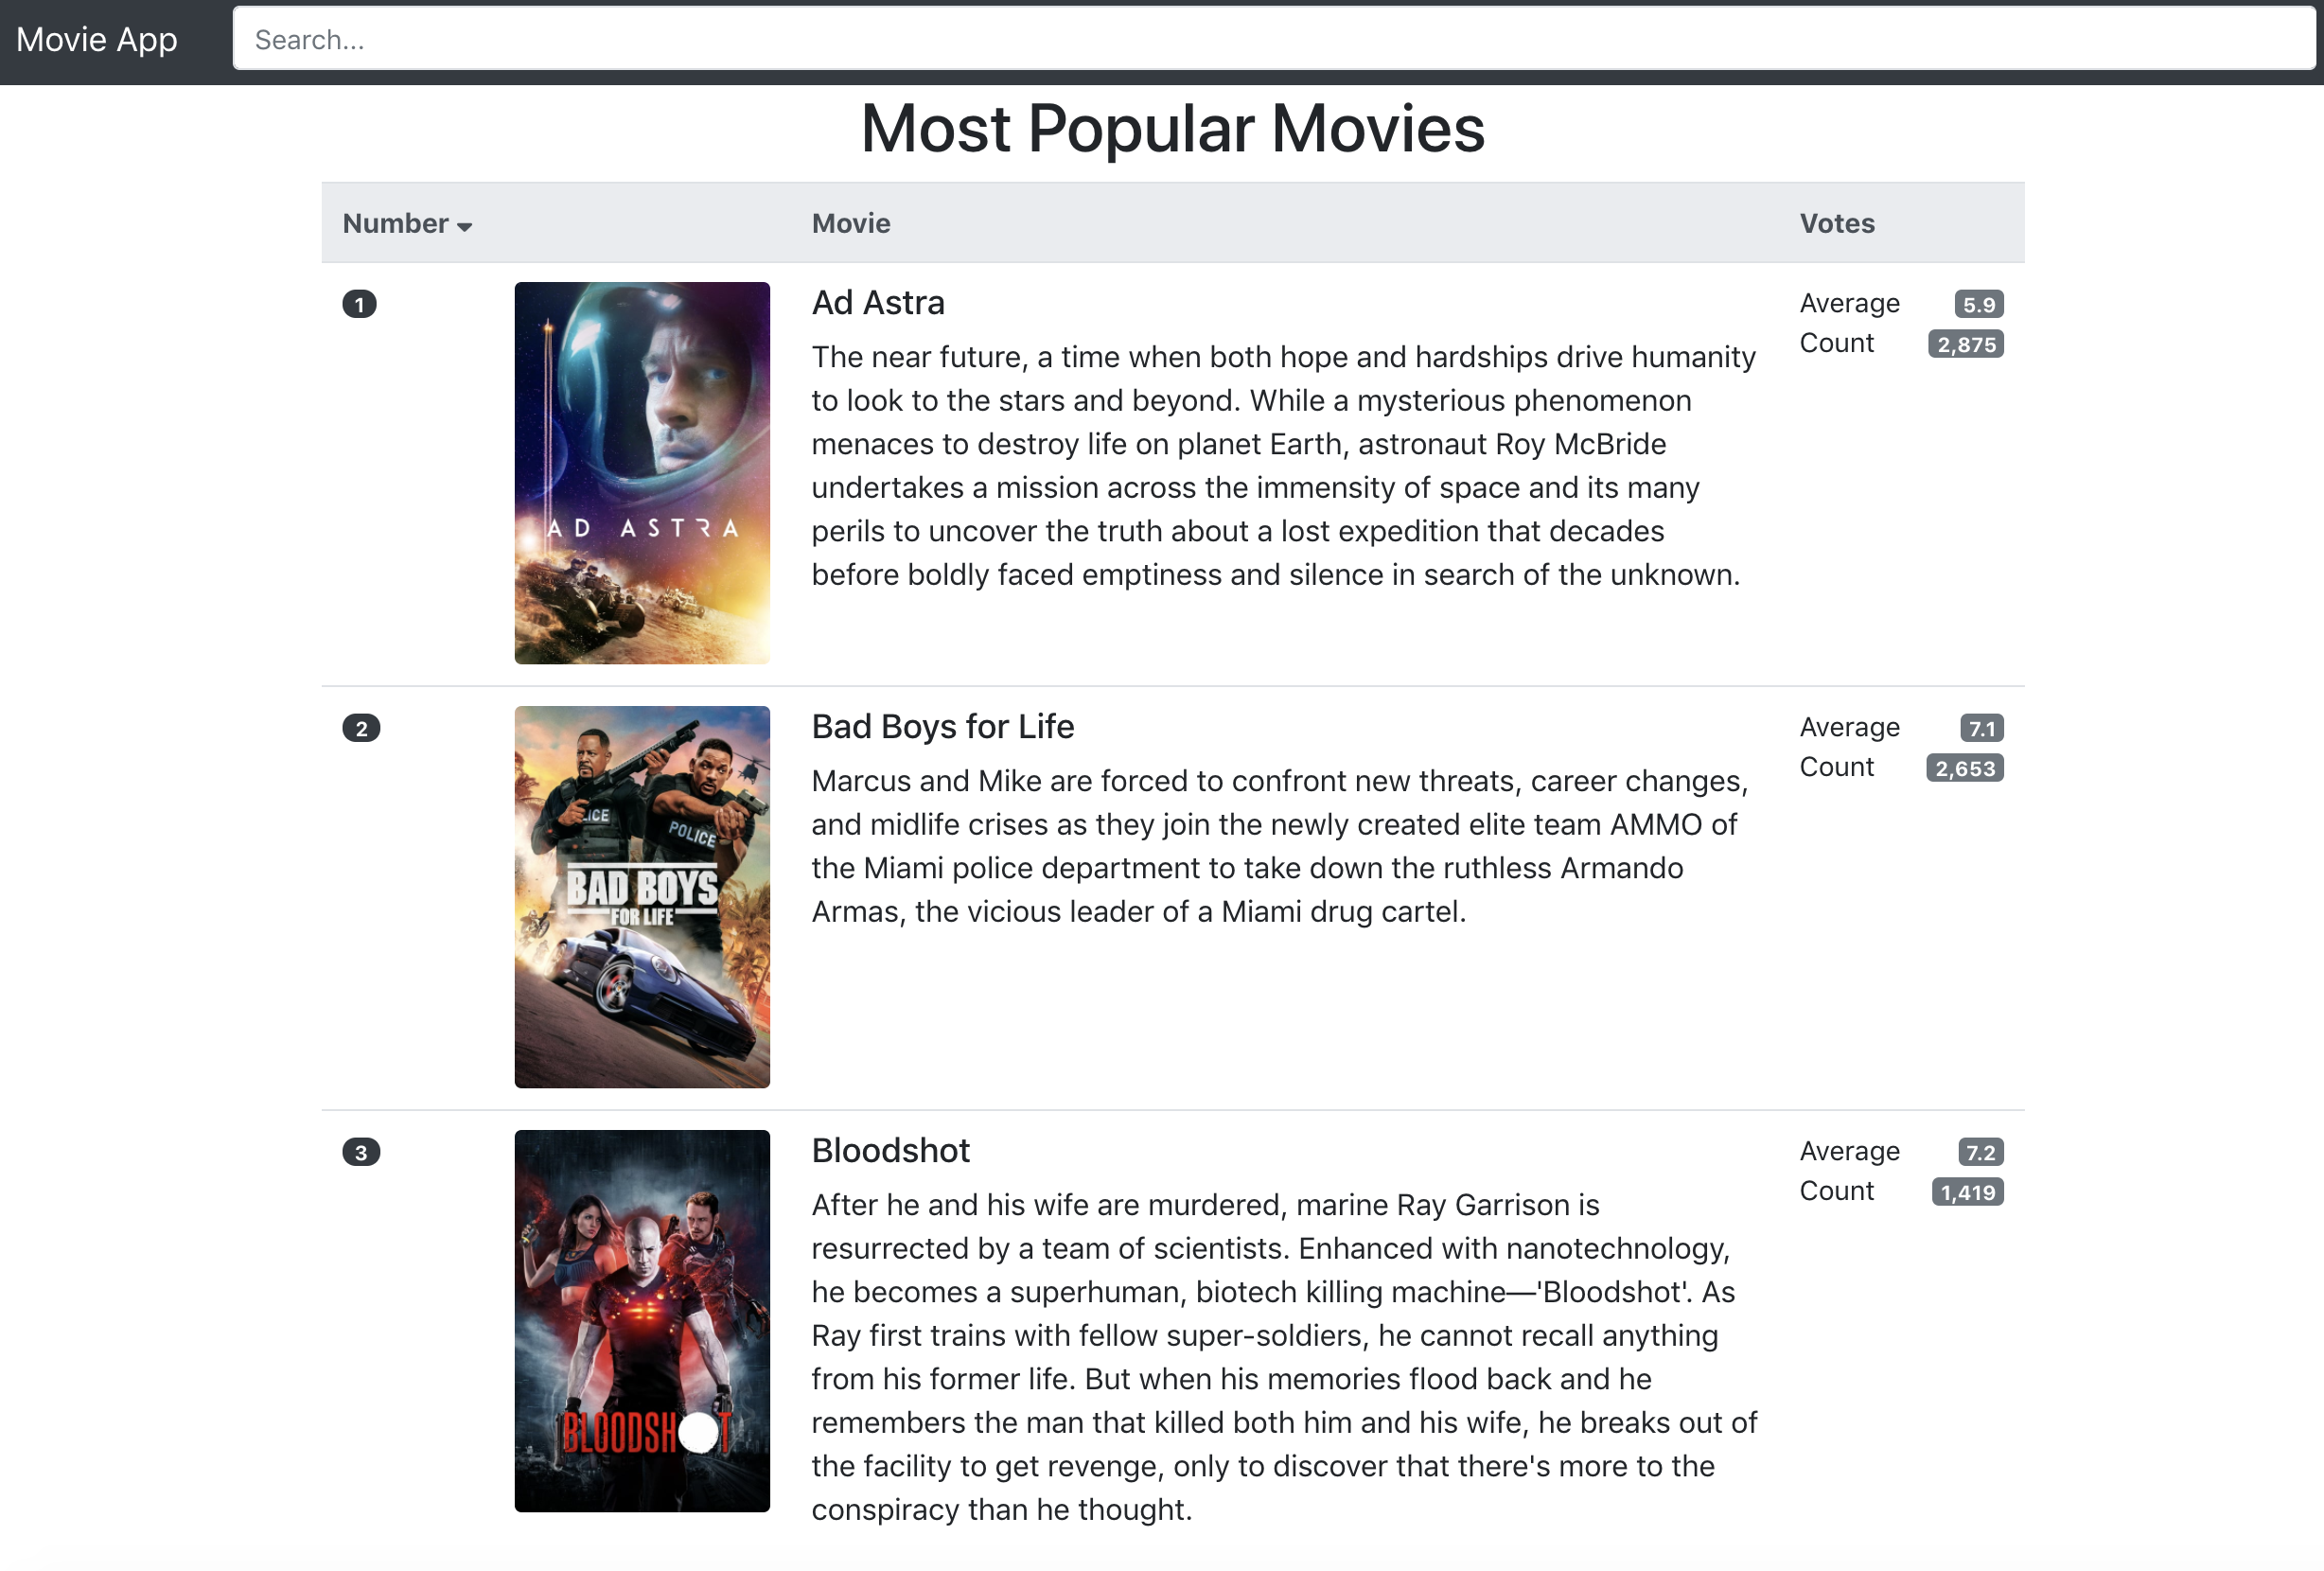 Movie App
Search...
Most Popular Movies
Number
Movie
Votes
1
AD ASTRA
Ad Astra
The near future, a time when both hope and hardships drive humanity
to look to the stars and beyond. While a mysterious phenomenon
menaces to destroy life on planet Earth, astronaut Roy McBride
undertakes a mission across the immensity of space and its many
perils to uncover the truth about a lost expedition that decades
before boldly faced emptiness and silence in search of the unknown.
Average 5.9
Count 2,875
2
LICE
POLICE
BAD BOYS
FOR LIFE
Bad Boys for Life
Marcus and Mike are forced to confront new threats, career changes,
and midlife crises as they join the newly created elite team AMMO of
the Miami police department to take down the ruthless Armando
Armas, the vicious leader of a Miami drug cartel.
Average 7.1
Count 2,653
3
BLOODSHOT
Bloodshot
After he and his wife are murdered, marine Ray Garrison is
resurrected by a team of scientists. Enhanced with nanotechnology,
he becomes a superhuman, biotech killing machine—'Bloodshot'. As
Ray first trains with fellow super-soldiers, he cannot recall anything
from his former life. But when his memories flood back and he
remembers the man that killed both him and his wife, he breaks out of
the facility to get revenge, only to discover that there's more to the
conspiracy than he thought.
Average 7.2
Count 1,419